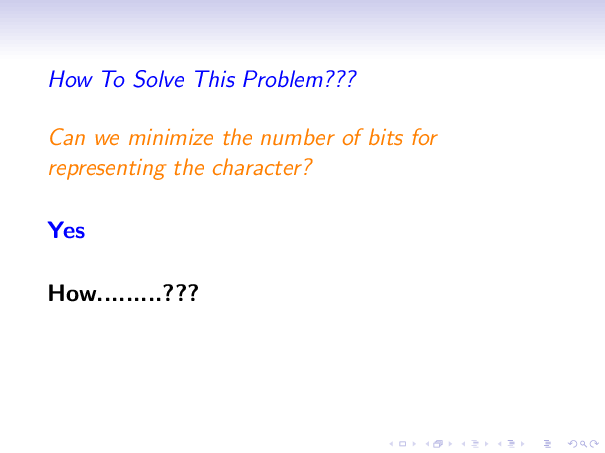 How To Solve This Problem???
Can we minimize the number of bits for
representing the character?
Yes
How.........???